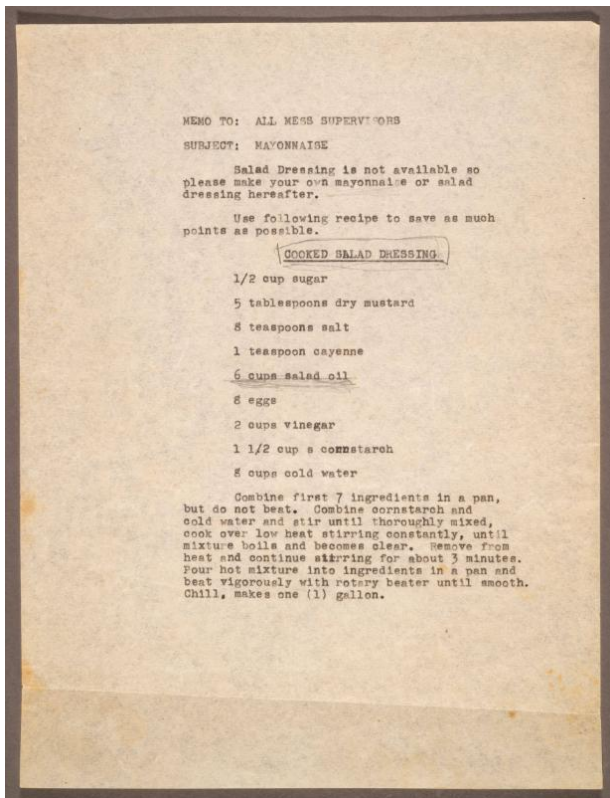 MEMO TO: ALL MESS SUPERVISORS
SUBJECT: MAYONNAISE
Salad Dressing is not available so
please make your own mayonnaise or salad
dressing hereafter.
Use following recipe to save as much
points as possible.
COOKED SALAD DRESSING
1/2 cup sugar
5 tablespoons dry mustard
8 teaspoons salt
1 teaspoon cayenne
6 cups salad oil
8 eggs
2 cups vinegar
1 1/2 cup s cornstarch
8 cups cold water
Combine first 7 ingredients in a pan,
but do not beat. Combine cornstarch and
cold water and stir until thoroughly mixed,
cook over low heat stirring constantly, until
mixture boils and becomes clear. Remove from
heat and continue stirring for about 3 minutes.
Pour hot mixture into ingredients in a pan and
beat vigorously with rotary beater until smooth.
Chill, makes one (1) gallon.